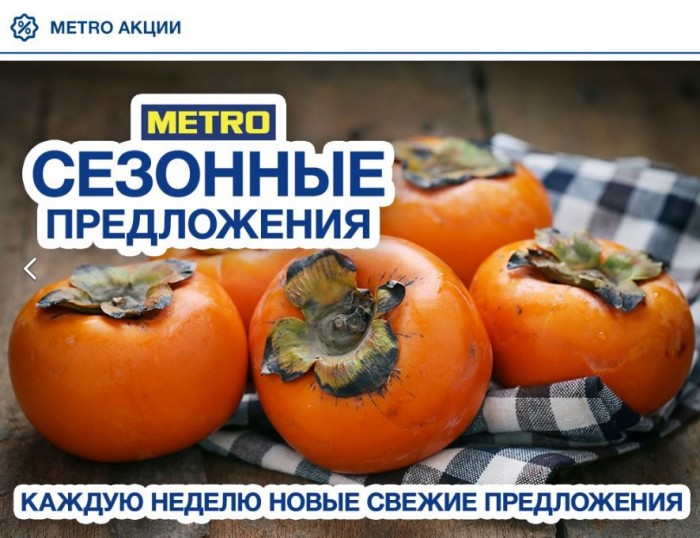 METRO АКЦИИ
METRO
СЕЗОННЫЕ
ПРЕДЛОЖЕНИЯ
КАЖДУЮ НЕДЕЛЮ НОВЫЕ СВЕЖИЕ ПРЕДЛОЖЕНИЯ